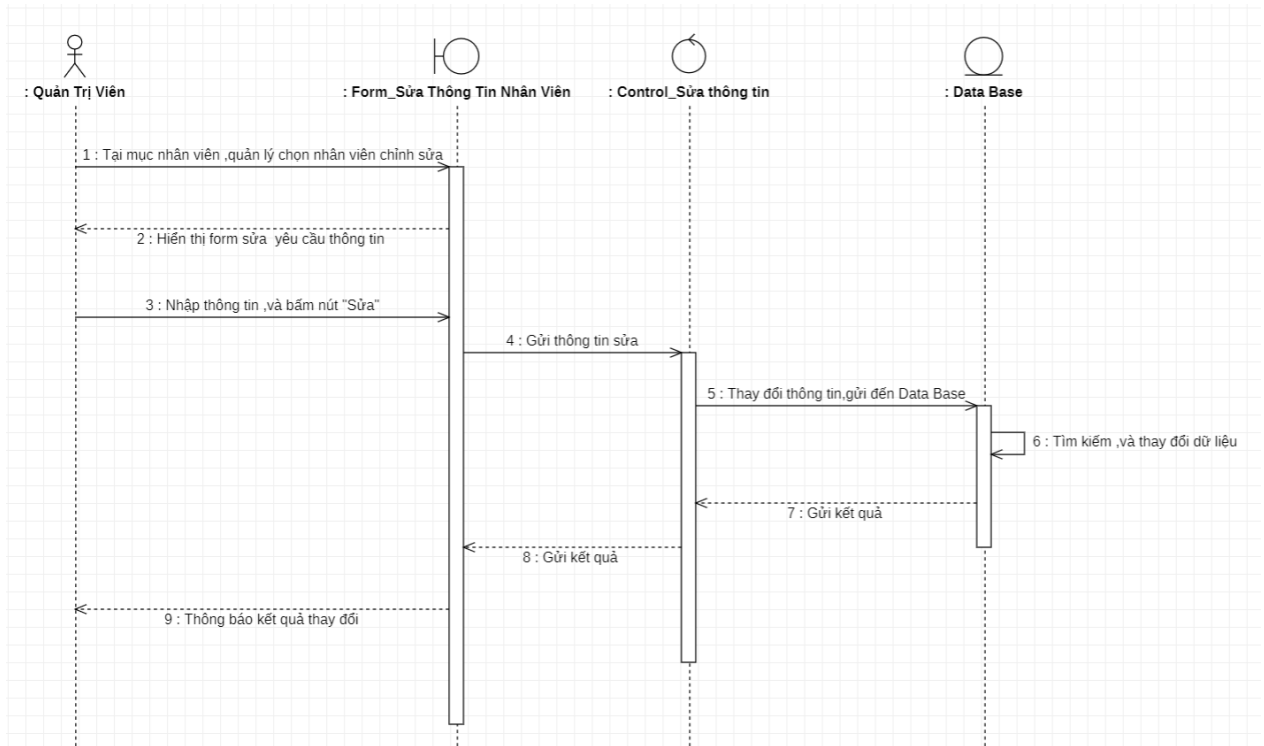 : Quản Trị Viên
: Form_Sửa Thông Tin Nhân Viên
: Control_Sửa thông tin
: Data Base
1 : Tại mục nhân viên ,quản lý chọn nhân viên chỉnh sửa
2 : Hiển thị form sửa  yêu cầu thông tin
3 : Nhập thông tin ,và bấm nút "Sửa"
4 : Gửi thông tin sửa
5 : Thay đổi thông tin,gửi đến Data Base
6 : Tìm kiếm ,và thay đổi dữ liệu
7 : Gửi kết quả
8 : Gửi kết quả
9 : Thông báo kết quả thay đổi